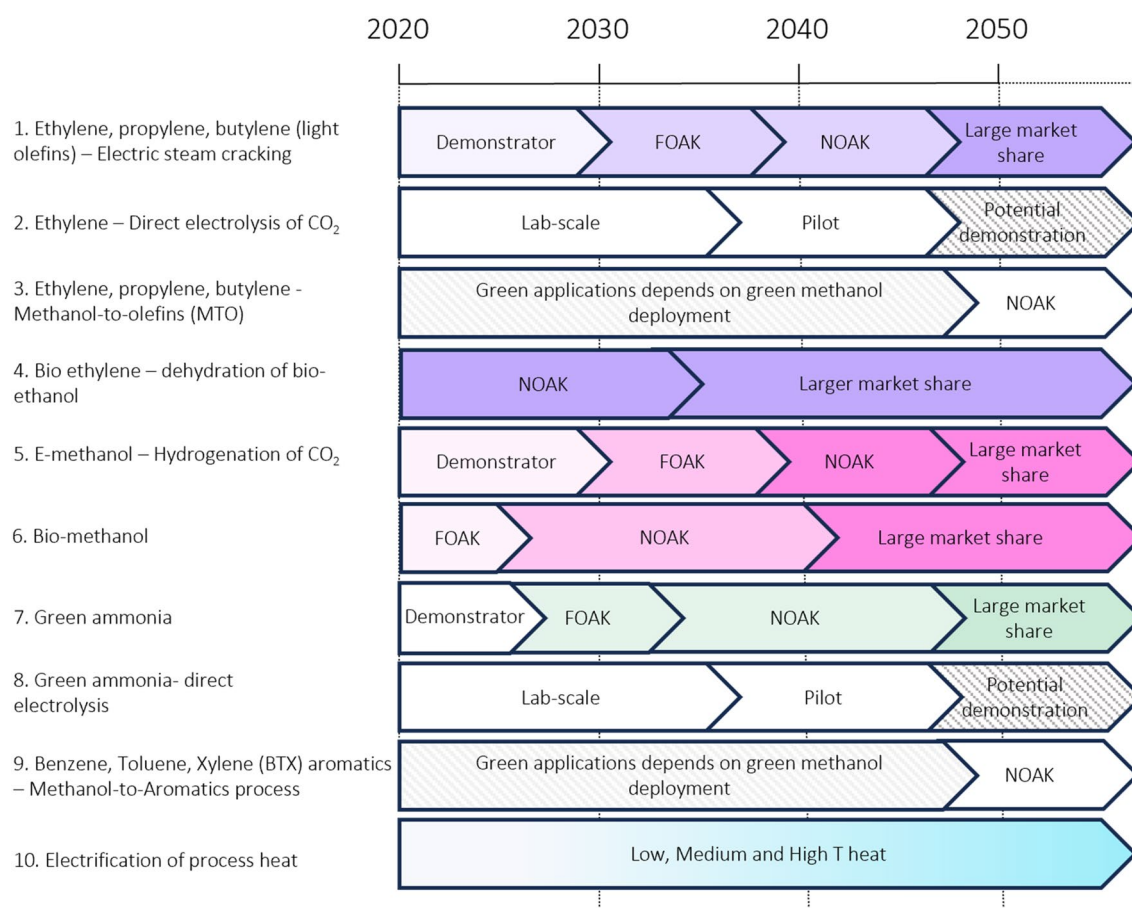 2020 2030 2040 2050
1. Ethylene, propylene, butylene (light
olefins) – Electric steam cracking
Demonstrator
FOAK
NOAK
Large market
share
2. Ethylene – Direct electrolysis of CO₂
Lab-scale
Pilot
Potential
demonstration
3. Ethylene, propylene, butylene -
Methanol-to-olefins (MTO)
Green applications depends on green methanol
deployment
NOAK
4. Bio ethylene – dehydration of bio-
ethanol
NOAK
Larger market share
5. E-methanol – Hydrogenation of CO₂
Demonstrator
FOAK
NOAK
Large market
share
6. Bio-methanol
FOAK
NOAK
Large market share
7. Green ammonia
Demonstrator
FOAK
NOAK
Large market
share
8. Green ammonia- direct
electrolysis
Lab-scale
Pilot
Potential
demonstration
9. Benzene, Toluene, Xylene (BTX) aromatics
– Methanol-to-Aromatics process
Green applications depends on green methanol
deployment
NOAK
10. Electrification of process heat
Low, Medium and High T heat